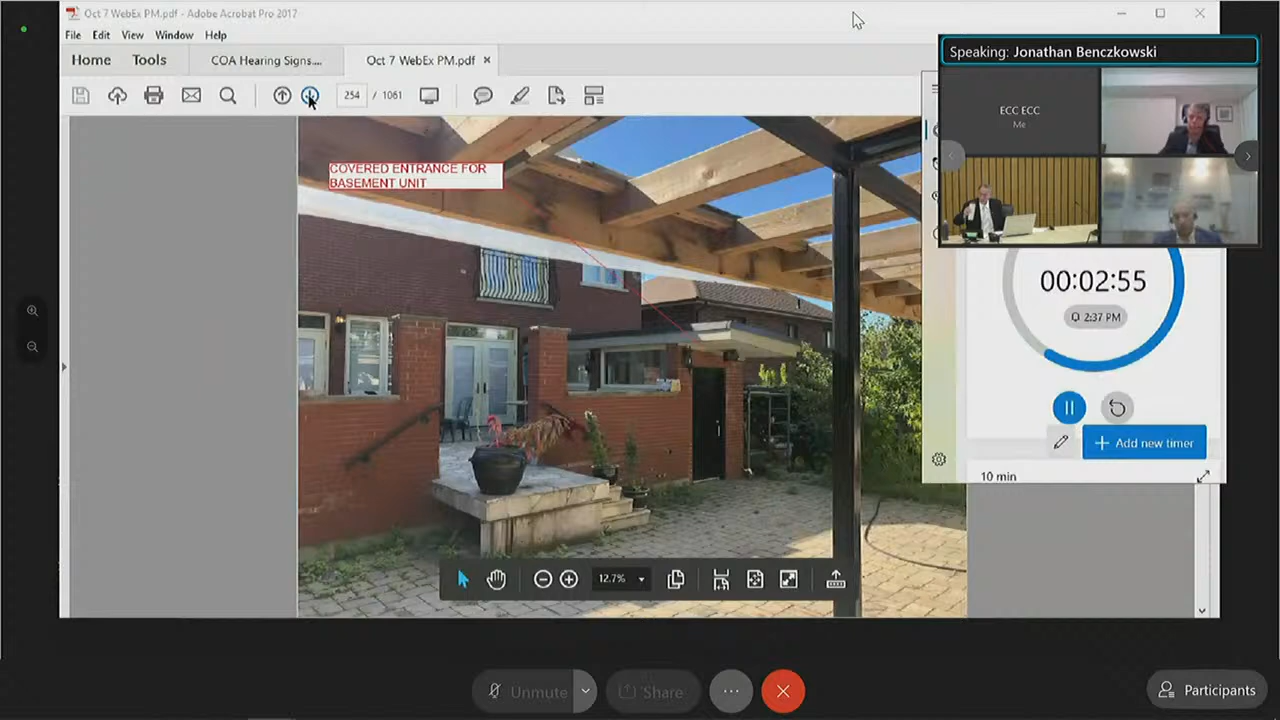 Oct 7 WebEx PM.pdf - Adobe Acrobat Pro 2017
File Edit View Window Help
Home Tools COA Hearing Signs.... Oct 7 WebEx PM.pdf ×
254 / 1061
Speaking: Jonathan Benczkowski
ECC ECC
Me
COVERED ENTRANCE FOR
BASEMENT UNIT
00:02:55
2:37 PM
Add new timer
10 min
12.7%
Unmute Share ... Participants